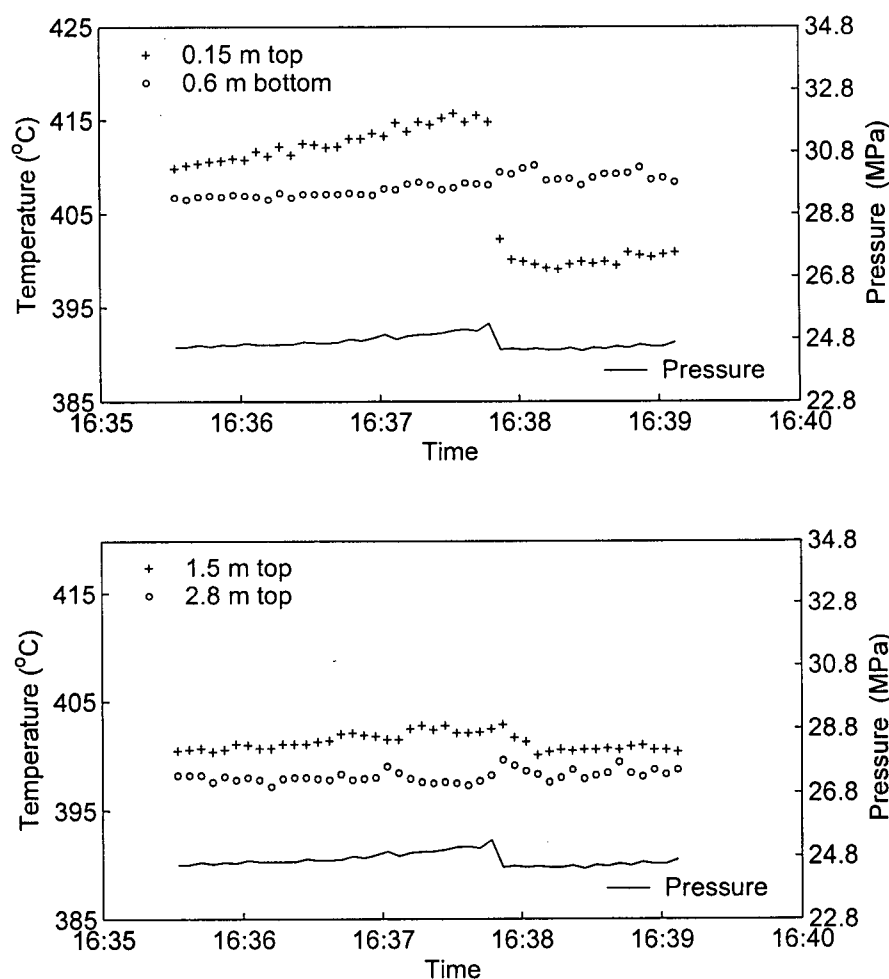 425
415
405
395
385
Temperature (°C)
+ 0.15 m top
o 0.6 m bottom
Pressure
34.8
32.8
30.8
28.8
26.8
24.8
22.8
Pressure (MPa)
16:35 16:36 16:37 16:38 16:39 16:40
Time
415
405
395
385
Temperature (°C)
+ 1.5 m top
o 2.8 m top
Pressure
34.8
32.8
30.8
28.8
26.8
24.8
22.8
Pressure (MPa)
16:35 16:36 16:37 16:38 16:39 16:40
Time